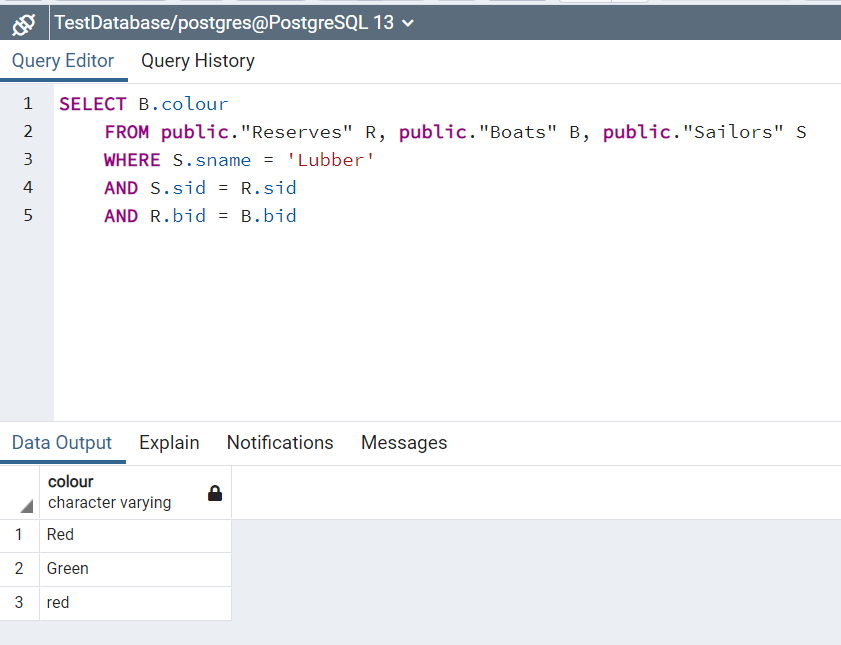 TestDatabase/postgres@PostgreSQL 13
Query Editor Query History
1 SELECT B.colour
2 FROM public."Reserves" R, public."Boats" B, public."Sailors" S
3 WHERE S.sname = 'Lubber'
4 AND S.sid = R.sid
5 AND R.bid = B.bid
Data Output Explain Notifications Messages
colour
character varying
1 Red
2 Green
3 red